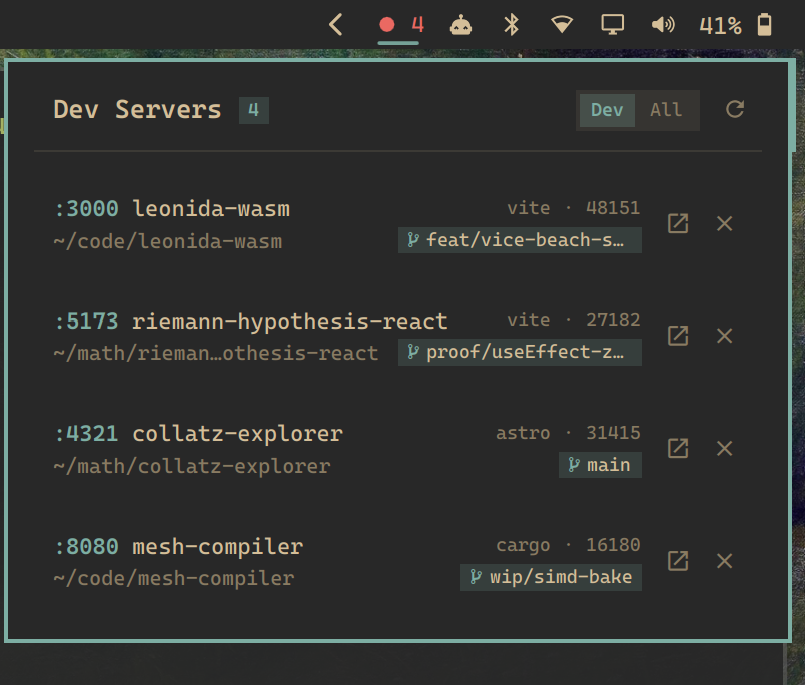 4 41%
Dev Servers 4 Dev All
:3000 leonida-wasm vite · 48151
~/code/leonida-wasm feat/vice-beach-s…
:5173 riemann-hypothesis-react vite · 27182
~/math/rieman…othesis-react proof/useEffect-z…
:4321 collatz-explorer astro · 31415
~/math/collatz-explorer main
:8080 mesh-compiler cargo · 16180
~/code/mesh-compiler wip/simd-bake